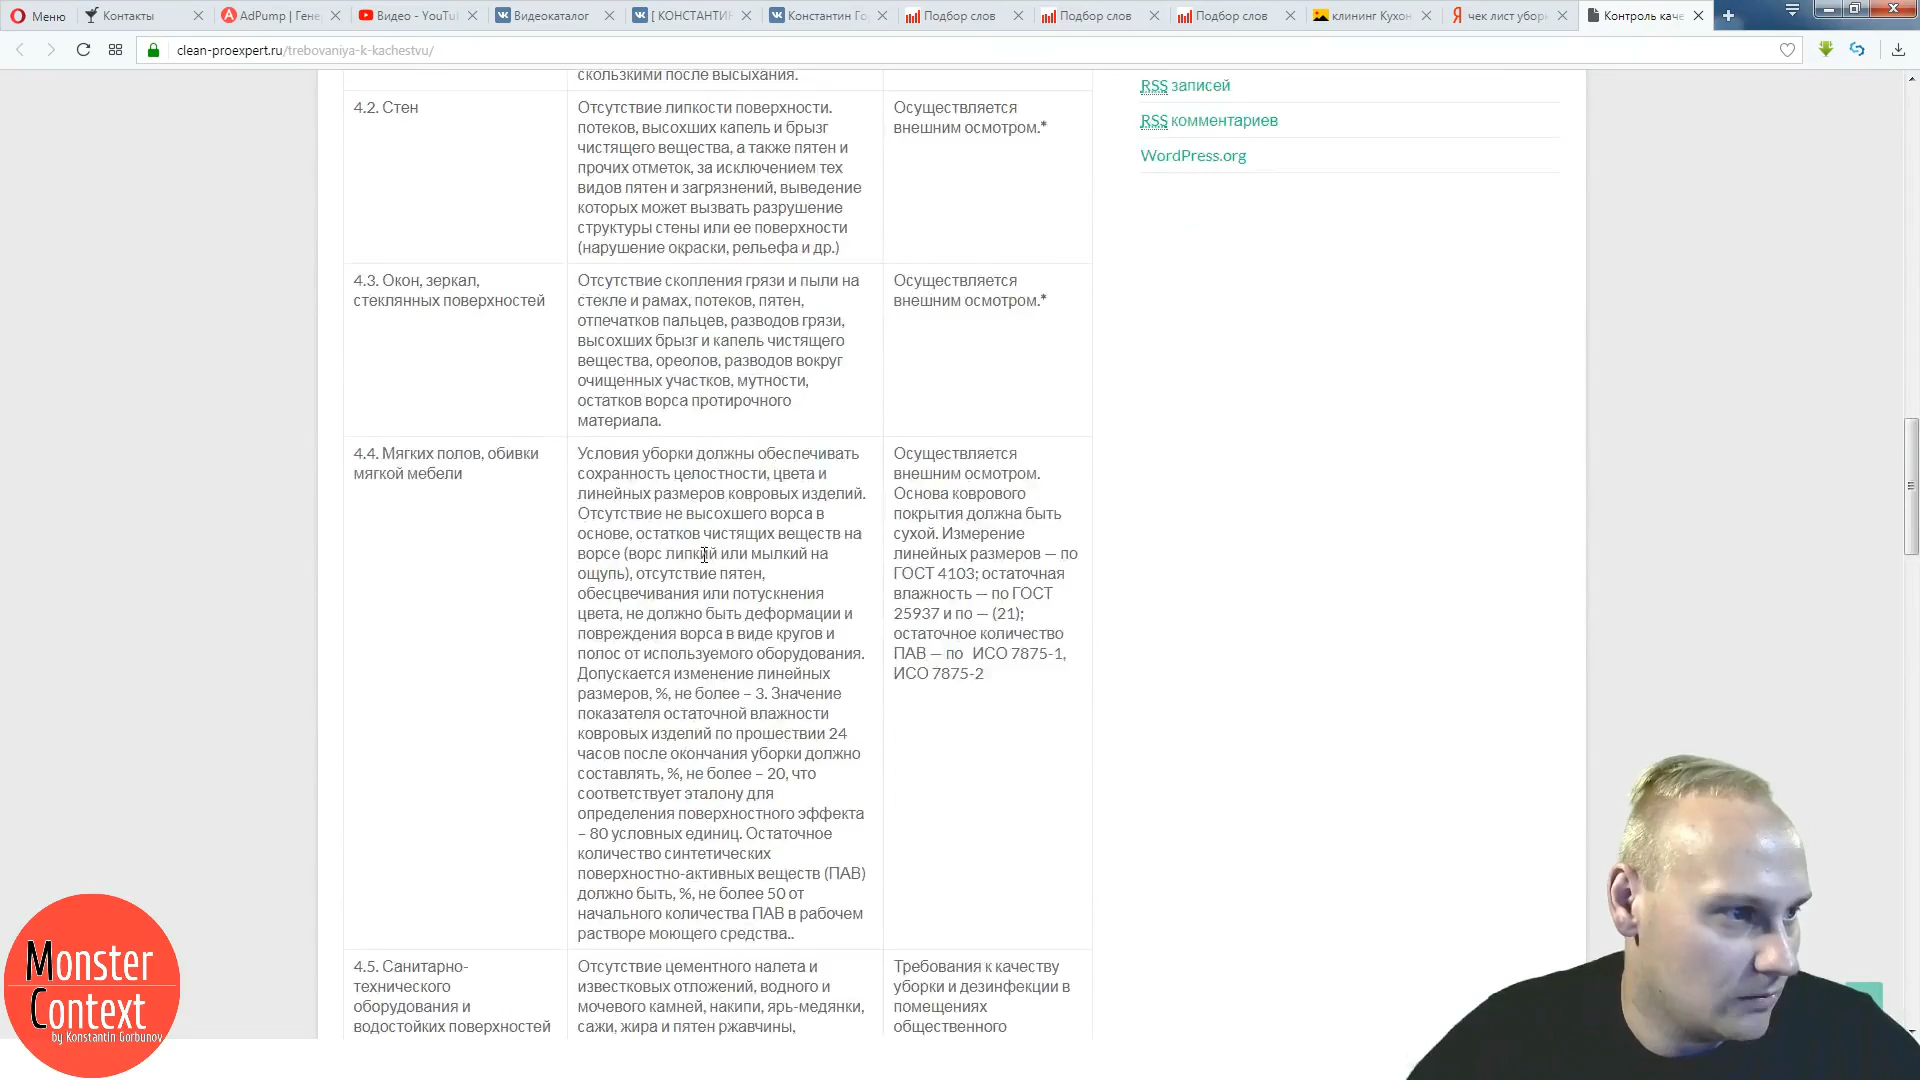 Меню
Контакты
AdPump | Гене
Видео - YouTu
Видеокаталог
[ КОНСТАНТИН
Константин Го
Подбор слов
Подбор слов
Подбор слов
клининг Кухон
чек лист убор
Контроль каче
clean-proexpert.ru/trebovaniya-k-kachestvu/
скользкими после высыхания.
4.2. Стен
Отсутствие липкости поверхности.
потеков, высохших капель и брызг
чистящего вещества, а также пятен и
прочих отметок, за исключением тех
видов пятен и загрязнений, выведение
которых может вызвать разрушение
структуры стены или ее поверхности
(нарушение окраски, рельефа и др.)
Осуществляется
внешним осмотром.*
4.3. Окон, зеркал,
стеклянных поверхностей
Отсутствие скопления грязи и пыли на
стекле и рамах, потеков, пятен,
отпечатков пальцев, разводов грязи,
высохших брызг и капель чистящего
вещества, ореолов, разводов вокруг
очищенных участков, мутности,
остатков ворса протирочного
материала.
Осуществляется
внешним осмотром.*
4.4. Мягких полов, обивки
мягкой мебели
Условия уборки должны обеспечивать
сохранность целостности, цвета и
линейных размеров ковровых изделий.
Отсутствие не высохшего ворса в
основе, остатков чистящих веществ на
ворсе (ворс липкий или мылкий на
ощупь), отсутствие пятен,
обесцвечивания или потускнения
цвета, не должно быть деформации и
повреждения ворса в виде кругов и
полос от используемого оборудования.
Допускается изменение линейных
размеров, %, не более – 3. Значение
показателя остаточной влажности
ковровых изделий по прошествии 24
часов после окончания уборки должно
составлять, %, не более – 20, что
соответствует эталону для
определения поверхностного эффекта
– 80 условных единиц. Остаточное
количество синтетических
поверхностно-активных веществ (ПАВ)
должно быть, %, не более 50 от
начального количества ПАВ в рабочем
растворе моющего средства..
Осуществляется
внешним осмотром.
Основа коврового
покрытия должна быть
сухой. Измерение
линейных размеров — по
ГОСТ 4103; остаточная
влажность — по ГОСТ
25937 и по — (21);
остаточное количество
ПАВ — по ИСО 7875-1,
ИСО 7875-2
4.5. Санитарно-
технического
оборудования и
водостойких поверхностей
Отсутствие цементного налета и
известковых отложений, водного и
мочевого камней, накипи, ярь-медянки,
сажи, жира и пятен ржавчины,
Требования к качеству
уборки и дезинфекции в
помещениях
общественного
RSS записей
RSS комментариев
WordPress.org
Monster
Context
by Konstantin Gorbunov